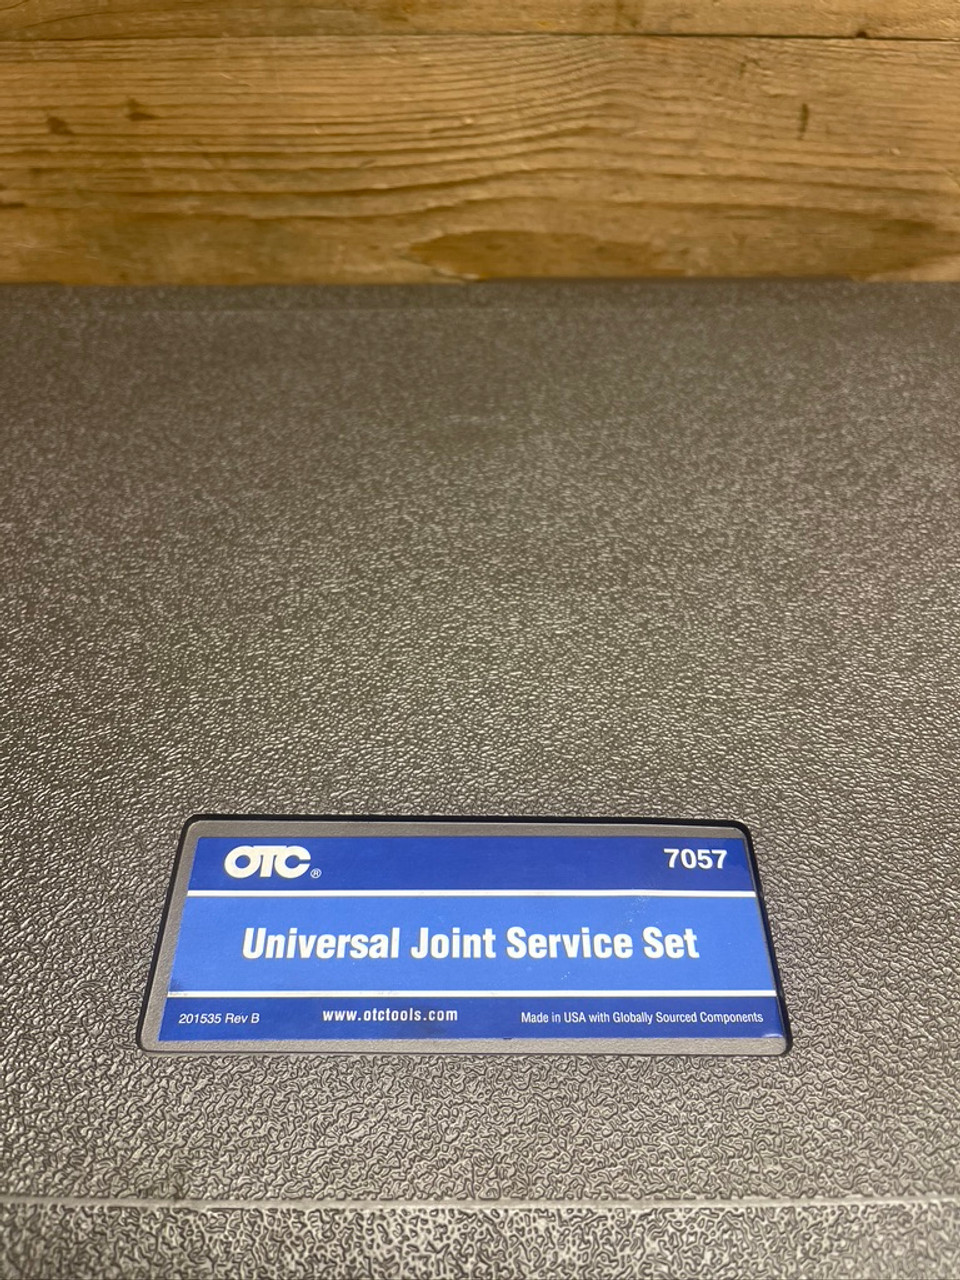 OTC® 7057
Universal Joint Service Set
201535 Rev B www.otctools.com Made in USA with Globally Sourced Components